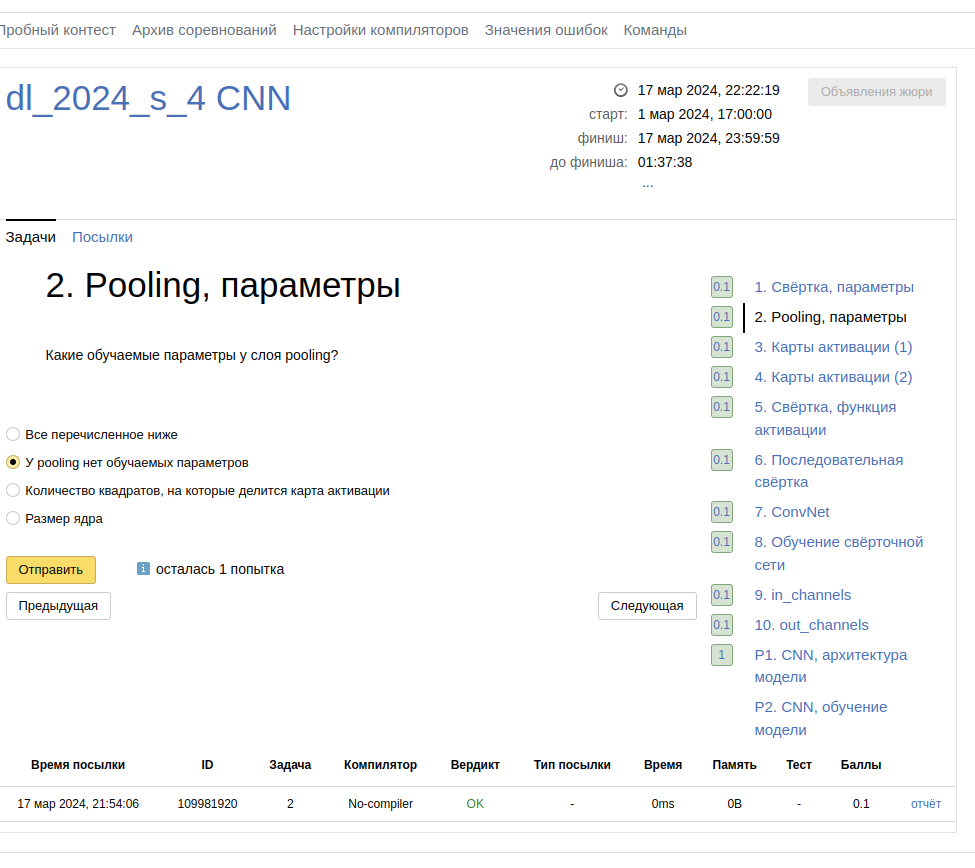 Пробный контест Архив соревнований Настройки компиляторов Значения ошибок Команды
dl_2024_s_4 CNN
17 мар 2024, 22:22:19
Объявления жюри
старт: 1 мар 2024, 17:00:00
финиш: 17 мар 2024, 23:59:59
до финиша: 01:37:38
...
Задачи Посылки
2. Pooling, параметры
Какие обучаемые параметры у слоя pooling?
Все перечисленное ниже
У pooling нет обучаемых параметров
Количество квадратов, на которые делится карта активации
Размер ядра
Отправить
i осталась 1 попытка
Предыдущая
Следующая
0.1 1. Свёртка, параметры
0.1 2. Pooling, параметры
0.1 3. Карты активации (1)
0.1 4. Карты активации (2)
0.1 5. Свёртка, функция
активации
0.1 6. Последовательная
свёртка
0.1 7. ConvNet
0.1 8. Обучение свёрточной
сети
0.1 9. in_channels
0.1 10. out_channels
1 P1. CNN, архитектура
модели
P2. CNN, обучение
модели
Время посылки ID Задача Компилятор Вердикт Тип посылки Время Память Тест Баллы
17 мар 2024, 21:54:06 109981920 2 No-compiler OK - 0ms 0B - 0.1 отчёт